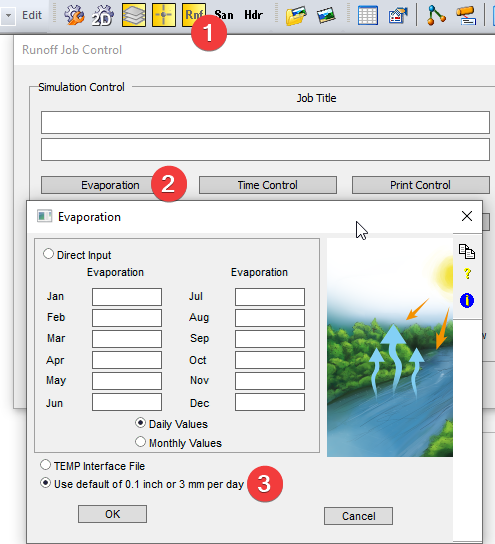 Edit 2D Rnf San Hdr
1
Runoff Job Control
Simulation Control
Job Title
Evaporation 2 Time Control Print Control
Evaporation
Direct Input
Evaporation Evaporation
Jan Jul
Feb Aug
Mar Sep
Apr Oct
May Nov
Jun Dec
Daily Values
Monthly Values
TEMP Interface File
Use default of 0.1 inch or 3 mm per day 3
OK Cancel